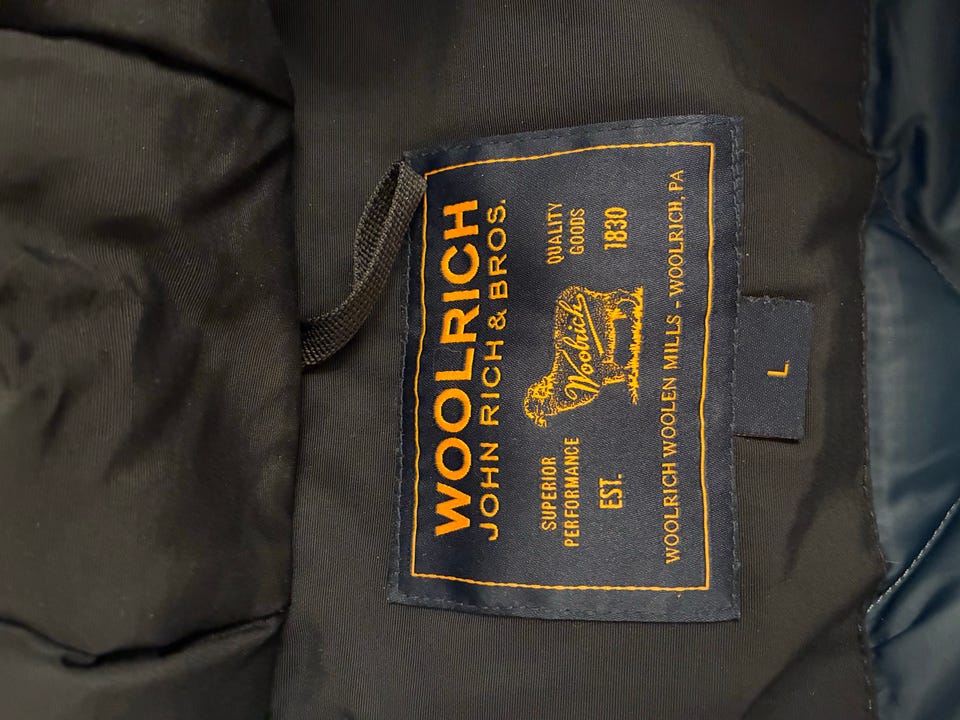 WOOLRICH
JOHN RICH & BROS.
SUPERIOR
PERFORMANCE
EST.
Woolrich
QUALITY
GOODS
1830
WOOLRICH WOOLEN MILLS - WOOLRICH, PA
L